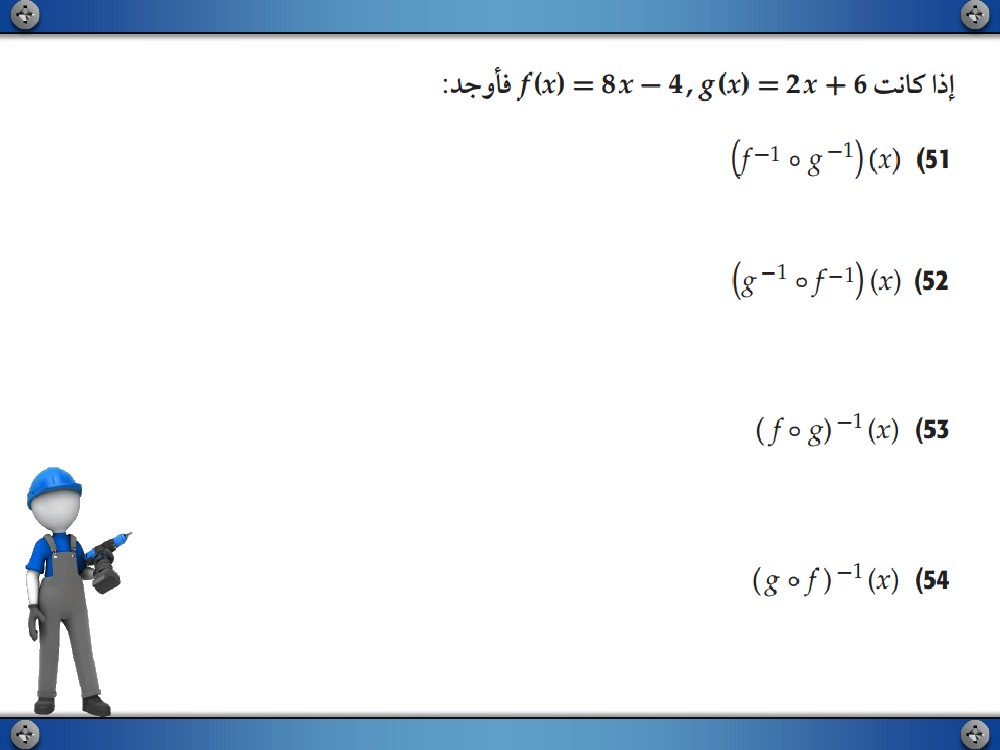 إذا كانت f(x) = 8x − 4, g(x) = 2x + 6 فأوجد:
51) (f⁻¹ ∘ g⁻¹)(x)
52) (g⁻¹ ∘ f⁻¹)(x)
53) (f ∘ g)⁻¹(x)
54) (g ∘ f)⁻¹(x)